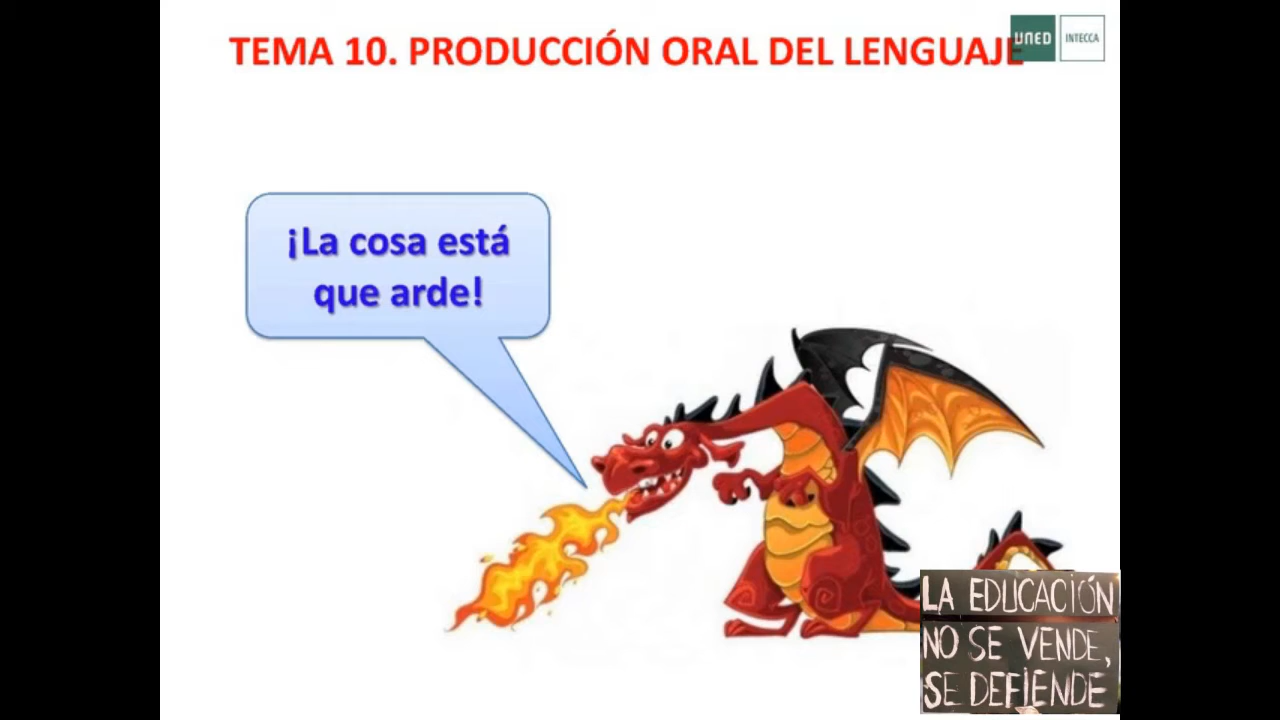 TEMA 10. PRODUCCIÓN ORAL DEL LENGUAJE
UNED
INTECCA
¡La cosa está
que arde!
LA EDUCACIÓN
NO SE VENDE,
SE DEFIENDE